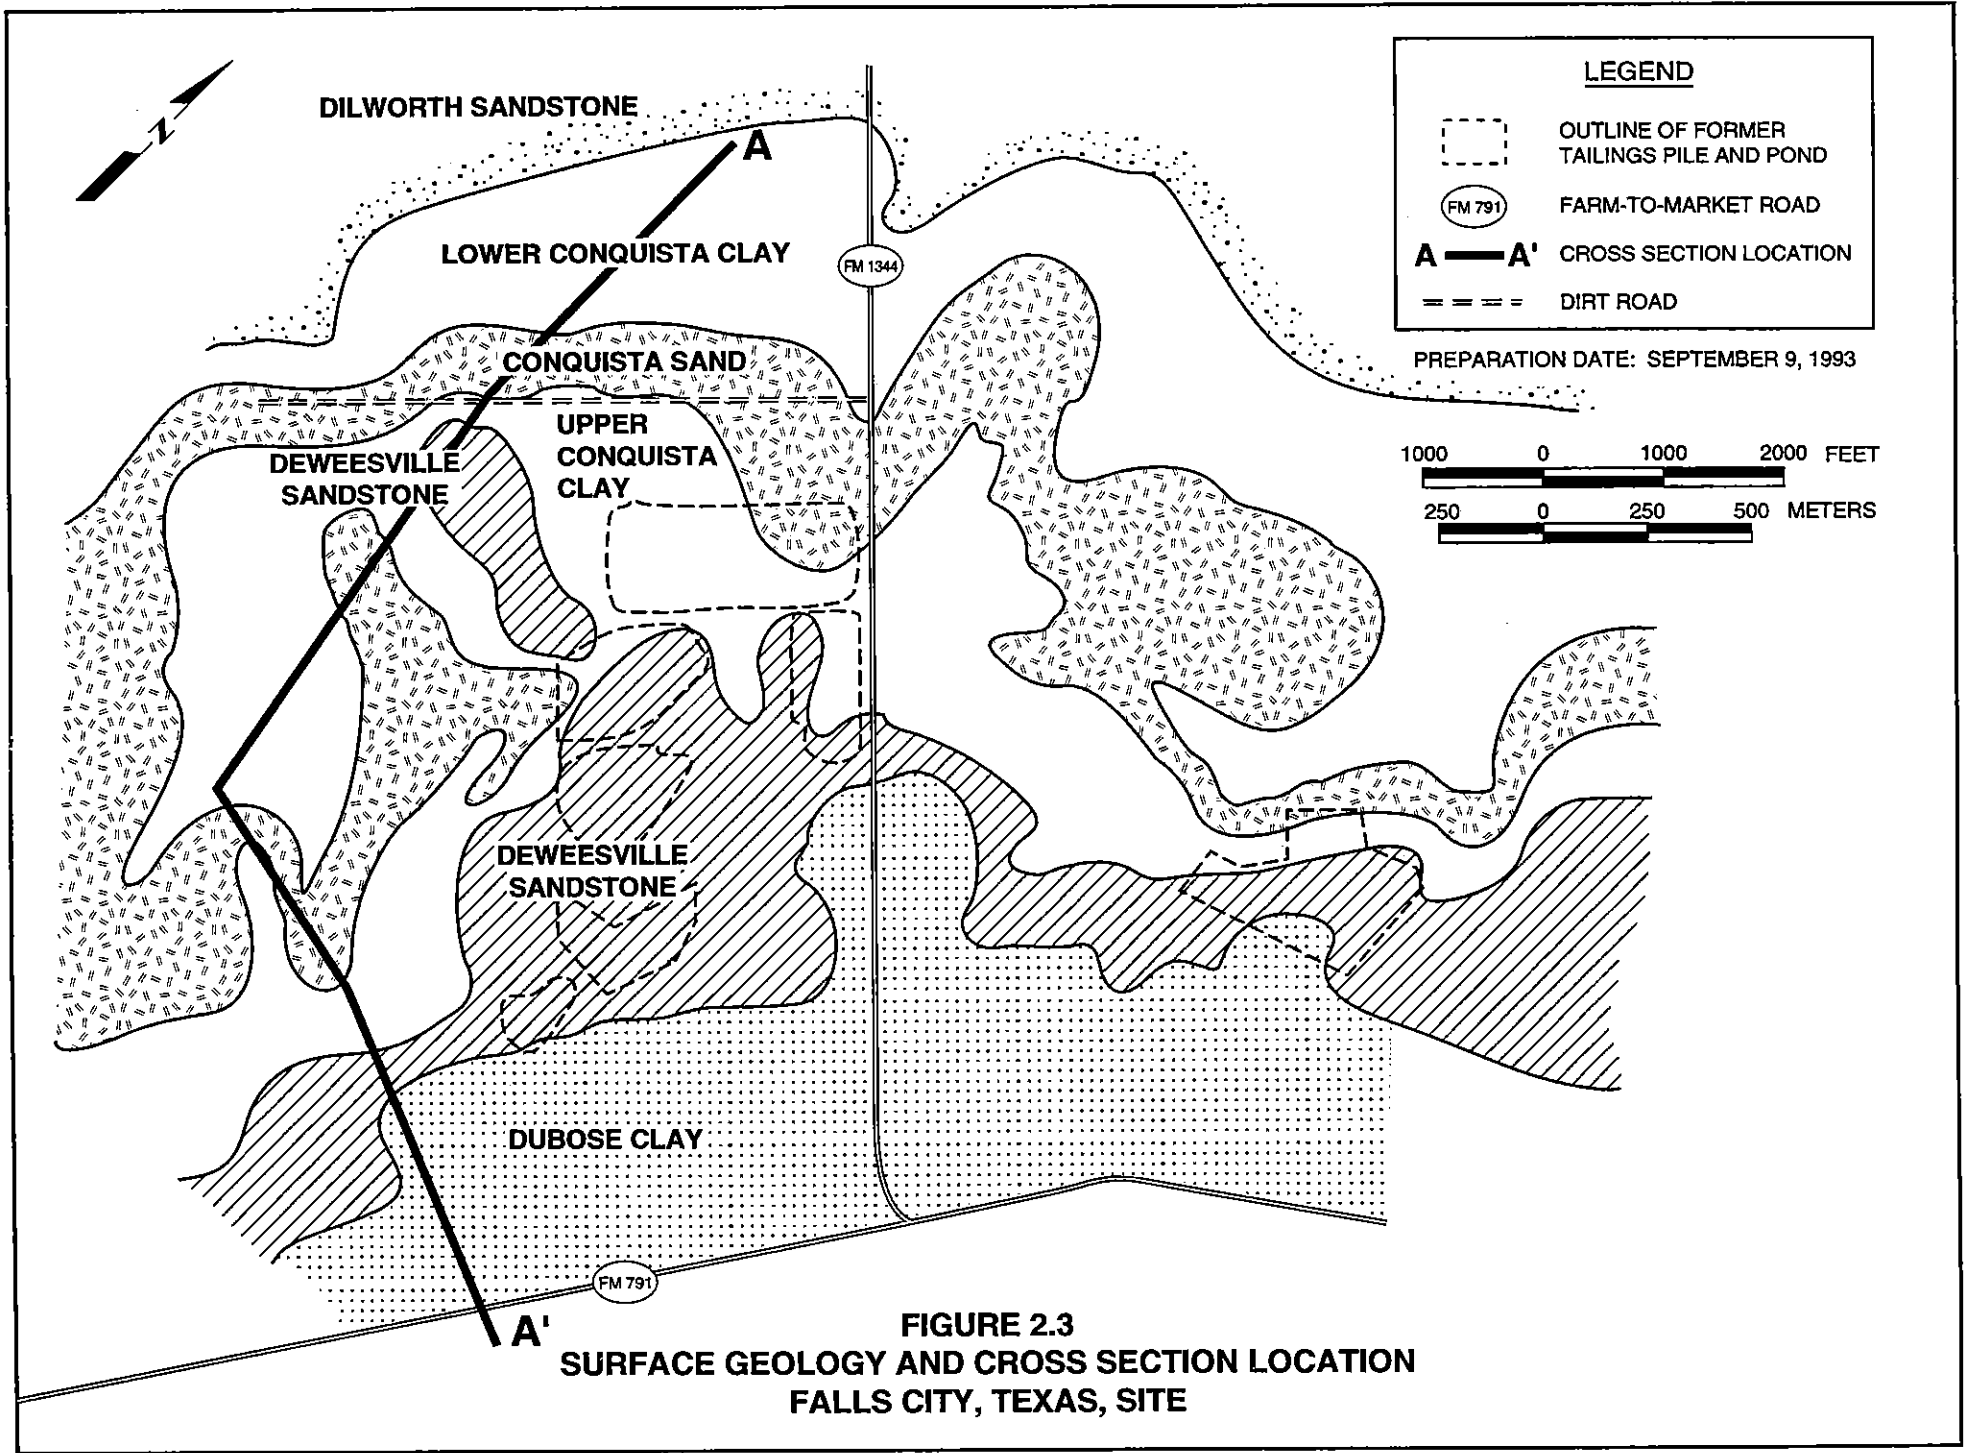 LEGEND
OUTLINE OF FORMER
TAILINGS PILE AND POND
FM 791
FARM-TO-MARKET ROAD
A A' CROSS SECTION LOCATION
DIRT ROAD
PREPARATION DATE: SEPTEMBER 9, 1993
1000 0 1000 2000 FEET
250 0 250 500 METERS
N
DILWORTH SANDSTONE
A
LOWER CONQUISTA CLAY
FM 1344
CONQUISTA SAND
UPPER
CONQUISTA
CLAY
DEWEESVILLE
SANDSTONE
DEWEESVILLE
SANDSTONE
DUBOSE CLAY
FM 791
A'
FIGURE 2.3
SURFACE GEOLOGY AND CROSS SECTION LOCATION
FALLS CITY, TEXAS, SITE